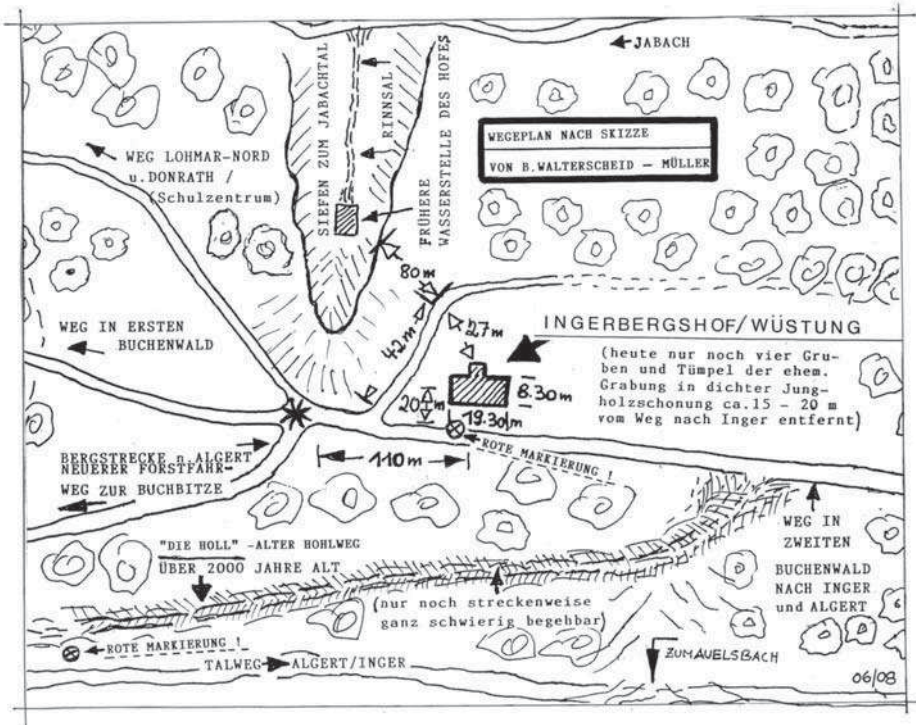 JABACH
WEGEPLAN NACH SKIZZE
VON B.WALTERSCHEID – MÜLLER
SIEFEN ZUM JABACHTAL
RINNSAL
FRÜHERE
WASSERSTELLE DES HOFES
WEG LOHMAR-NORD
u.DONRATH /
(Schulzentrum)
80m
42m
27m
WEG IN ERSTEN
BUCHENWALD
INGERBERGSHOF/WÜSTUNG
(heute nur noch vier Gru-
ben und Tümpel der ehem.
Grabung in dichter Jung-
holzschonung ca.15 – 20 m
vom Weg nach Inger entfernt)
8.30m
20m
19.30m
ROTE MARKIERUNG !
110m
BERGSTRECKE n.ALGERT
NEUERER FORSTFAHR-
WEG ZUR BUCHBITZE
"DIE HOLL" -ALTER HOHLWEG
ÜBER 2000 JAHRE ALT
(nur noch streckenweise
ganz schwierig begehbar)
WEG IN
ZWEITEN
BUCHENWALD
NACH INGER
und ALGERT
ROTE MARKIERUNG !
TALWEG
ALGERT/INGER
ZUM AUELSBACH
06/08